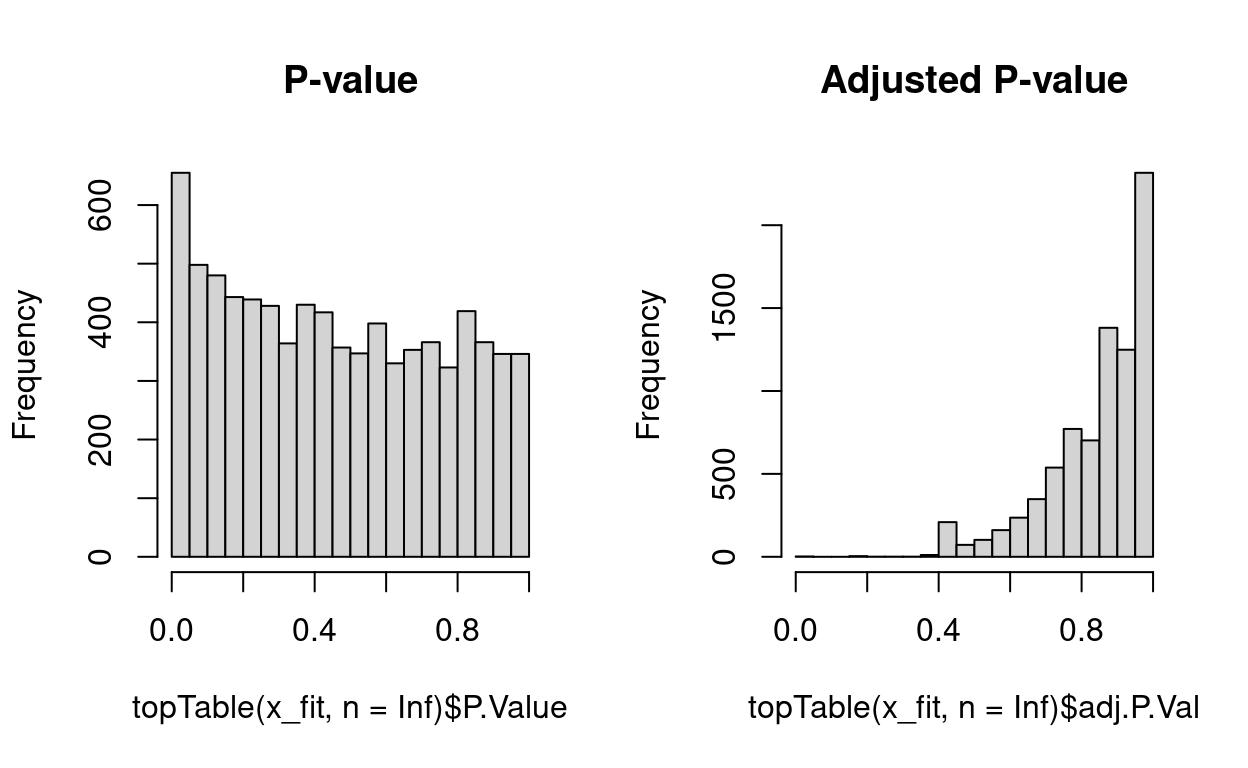 P-value
Frequency
600
400
200
0
0.0 0.4 0.8
topTable(x_fit, n = Inf)$P.Value
Adjusted P-value
Frequency
1500
500
0
0.0 0.4 0.8
topTable(x_fit, n = Inf)$adj.P.Val